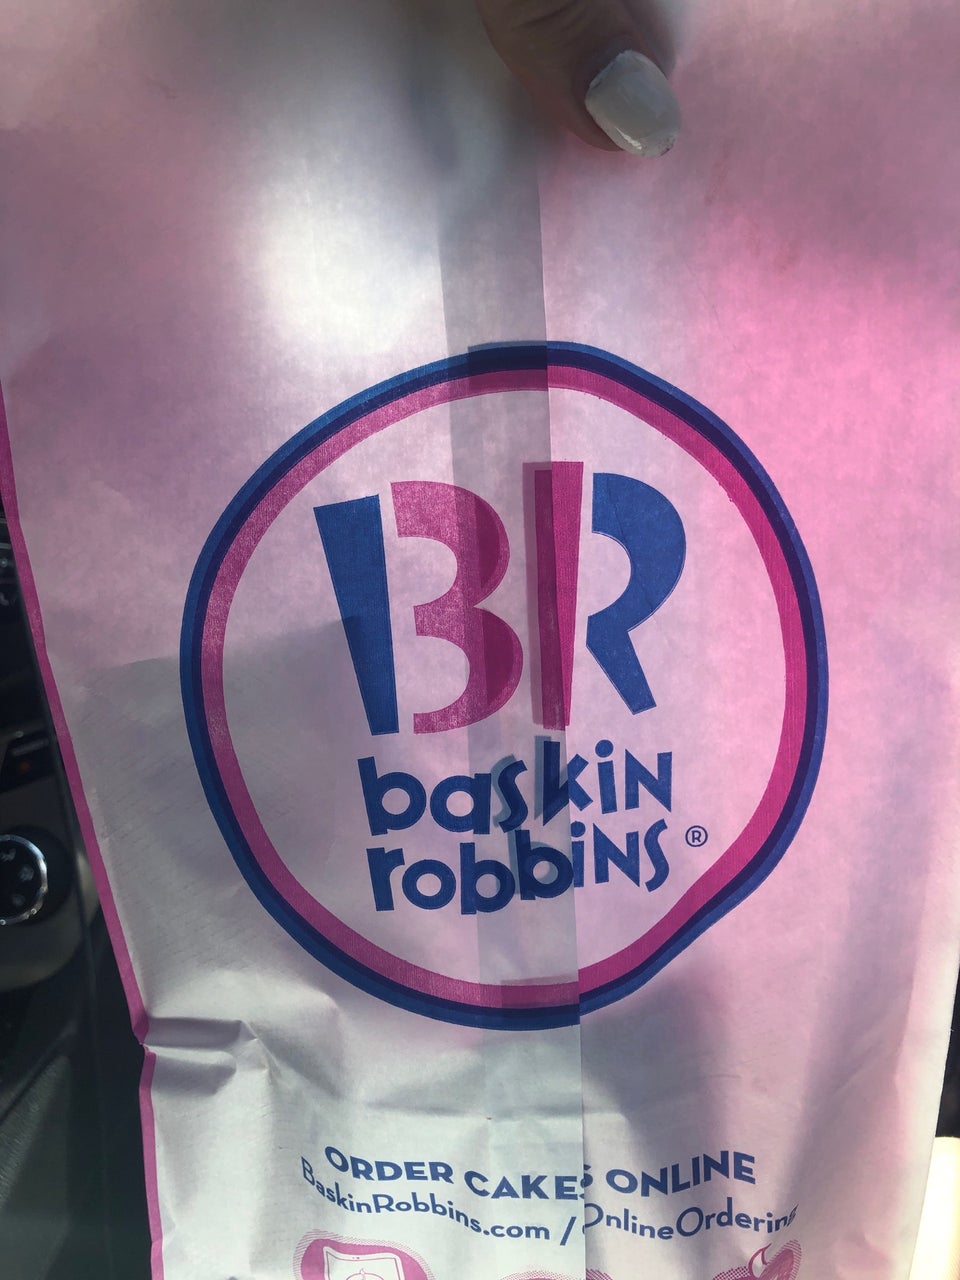 BR
baskin
robbins®
ORDER CAKES ONLINE
BaskinRobbins.com / OnlineOrdering